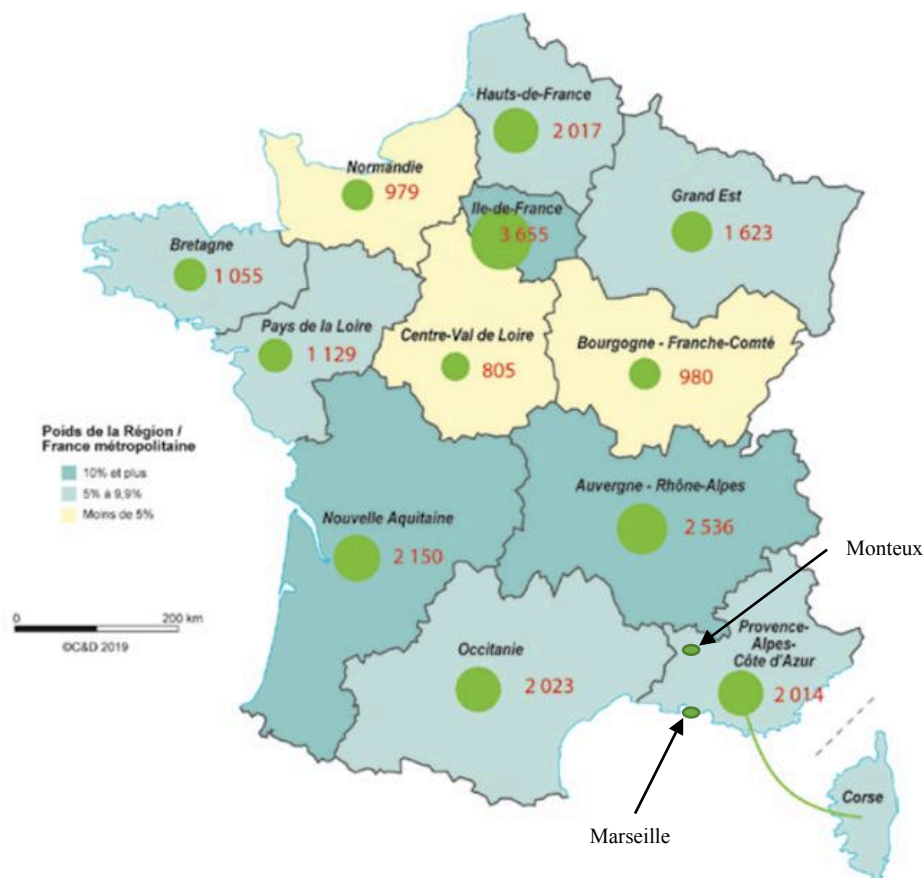 Hauts-de-France
2 017
Normandie
979
Ile-de-France
3 655
Grand Est
1 623
Bretagne
1 055
Pays de la Loire
1 129
Centre-Val de Loire
805
Bourgogne - Franche-Comté
980
Poids de la Région /
France métropolitaine
10% et plus
5% à 9,9%
Moins de 5%
Auvergne - Rhône-Alpes
2 536
Nouvelle Aquitaine
2 150
Monteux
0 200 km
©C&D 2019
Occitanie
2 023
Provence-
Alpes-
Côte d'Azur
2 014
Corse
Marseille